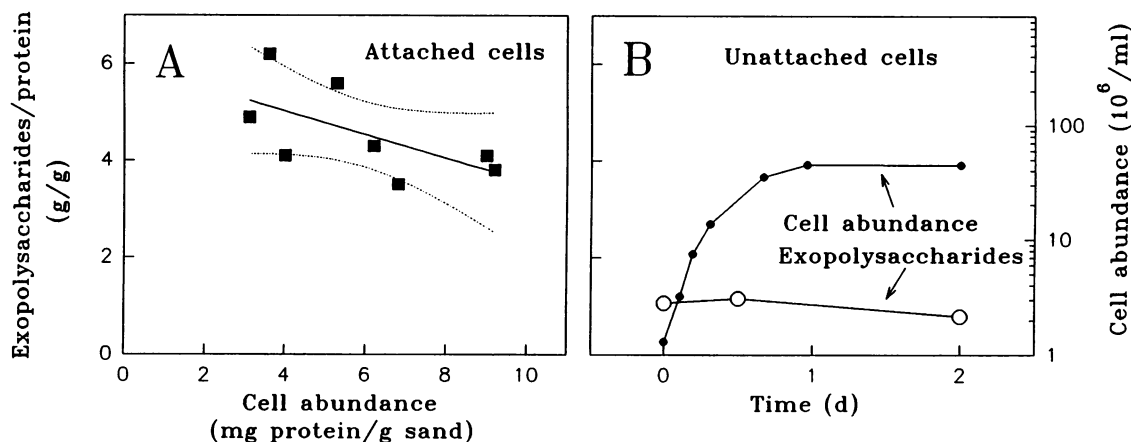 Exopolysaccharides/protein
(g/g)
6
4
2
0
A
Attached cells
0
2
4
6
8
10
Cell abundance
(mg protein/g sand)
B
Unattached cells
Cell abundance
Exopolysaccharides
0
1
2
Time (d)
100
10
1
Cell abundance (10⁶/ml)